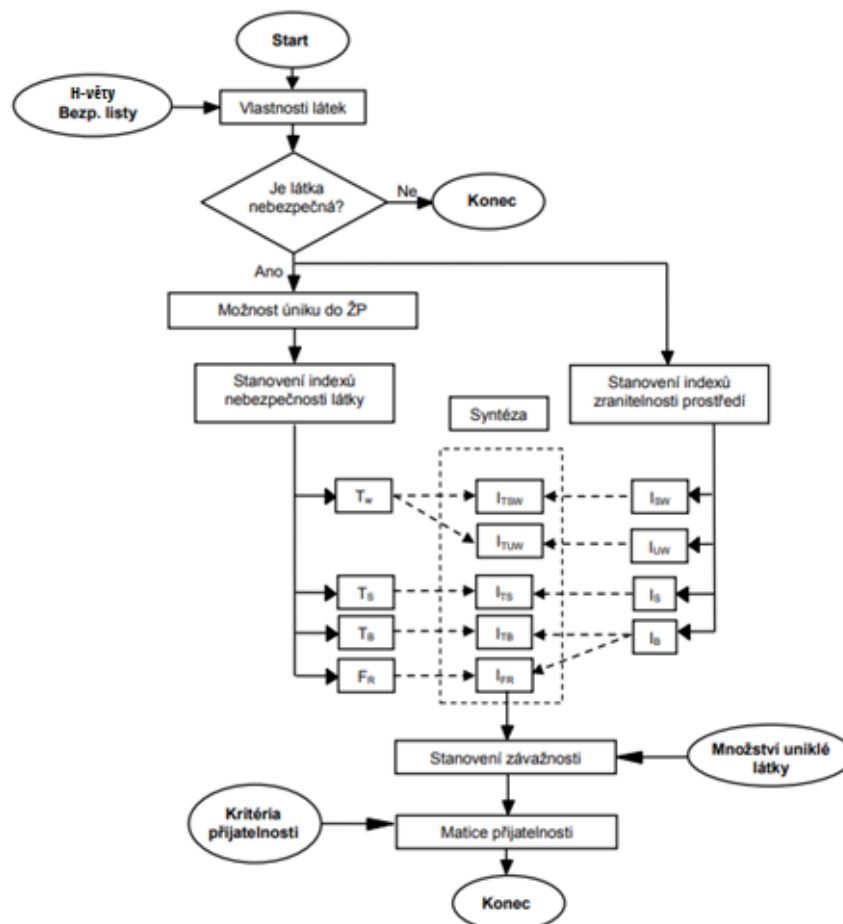 Start
H-věty
Bezp. listy
Vlastnosti látek
Je látka
nebezpečná?
Ne
Konec
Ano
Možnost úniku do ŽP
Stanovení indexů
nebezpečnosti látky
Stanovení indexů
zranitelnosti prostředí
Syntéza
Tw
ITSW
ISW
ITUW
IUW
TS
ITS
IS
TB
ITB
IB
FR
IFR
Stanovení závažnosti
Množství uniklé
látky
Kritéria
přijatelnosti
Matice přijatelnosti
Konec